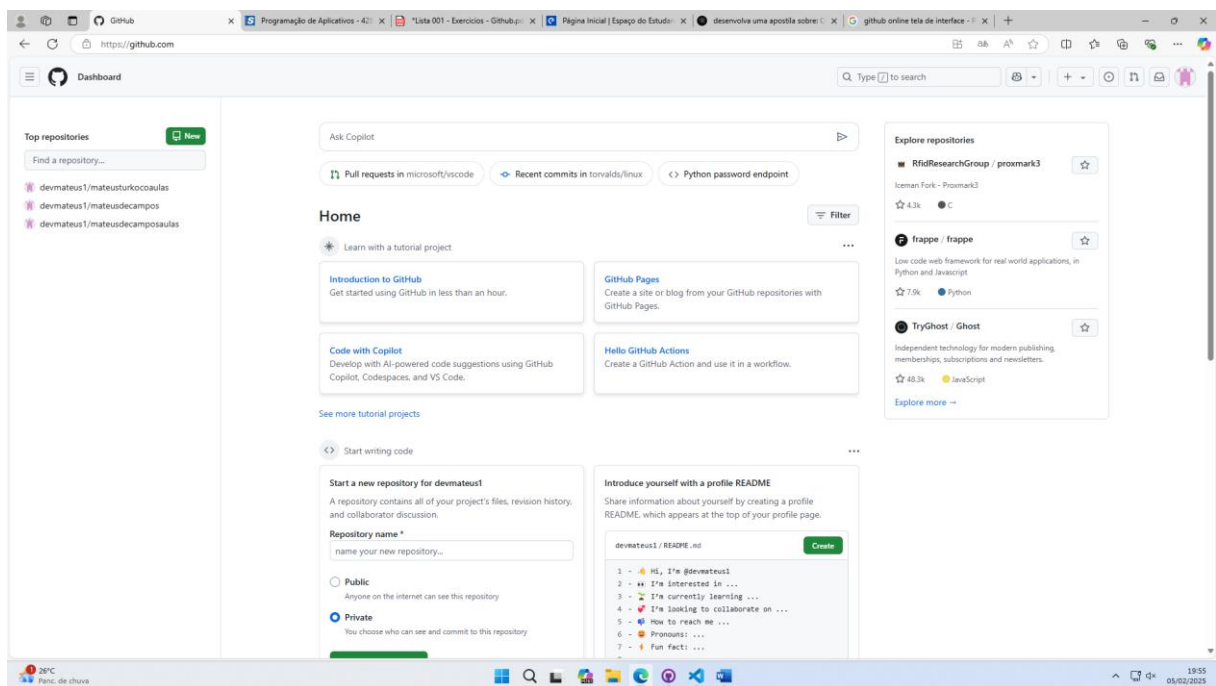 GitHub
Programação de Aplicativos - 42
*Lista 001 - Exercicios - Github.p
Página Inicial | Espaço do Estudan
desenvolva uma apostila sobre:
github online tela de interface -
https://github.com
Dashboard
Type / to search
Top repositories
New
Find a repository...
devmateus1/mateusturkocoaulas
devmateus1/mateusdecampos
devmateus1/mateusdecamposaulas
Ask Copilot
Pull requests in microsoft/vscode
Recent commits in torvalds/linux
Python password endpoint
Home
Filter
Learn with a tutorial project
Introduction to GitHub
Get started using GitHub in less than an hour.
GitHub Pages
Create a site or blog from your GitHub repositories with
GitHub Pages.
Code with Copilot
Develop with AI-powered code suggestions using GitHub
Copilot, Codespaces, and VS Code.
Hello GitHub Actions
Create a GitHub Action and use it in a workflow.
See more tutorial projects
Start writing code
Start a new repository for devmateus1
A repository contains all of your project's files, revision history,
and collaborator discussion.
Repository name *
name your new repository...
Public
Anyone on the internet can see this repository
Private
You choose who can see and commit to this repository
Introduce yourself with a profile README
Share information about yourself by creating a profile
README, which appears at the top of your profile page.
devmateus1/README.md
Create
1 - 👋 Hi, I'm @devmateus1
2 - 👀 I'm interested in ...
3 - 🌱 I'm currently learning ...
4 - 💞️ I'm looking to collaborate on ...
5 - 📫 How to reach me ...
6 - 😄 Pronouns: ...
7 - ⚡ Fun fact: ...
Explore repositories
RfidResearchGroup / proxmark3
Iceman Fork - Proxmark3
4.3k
C
frappe / frappe
Low code web framework for real world applications, in
Python and Javascript
7.9k
Python
TryGhost / Ghost
Independent technology for modern publishing,
memberships, subscriptions and newsletters.
48.3k
JavaScript
Explore more →
1
26°C
Panc. de chuva
19:55
05/02/2025